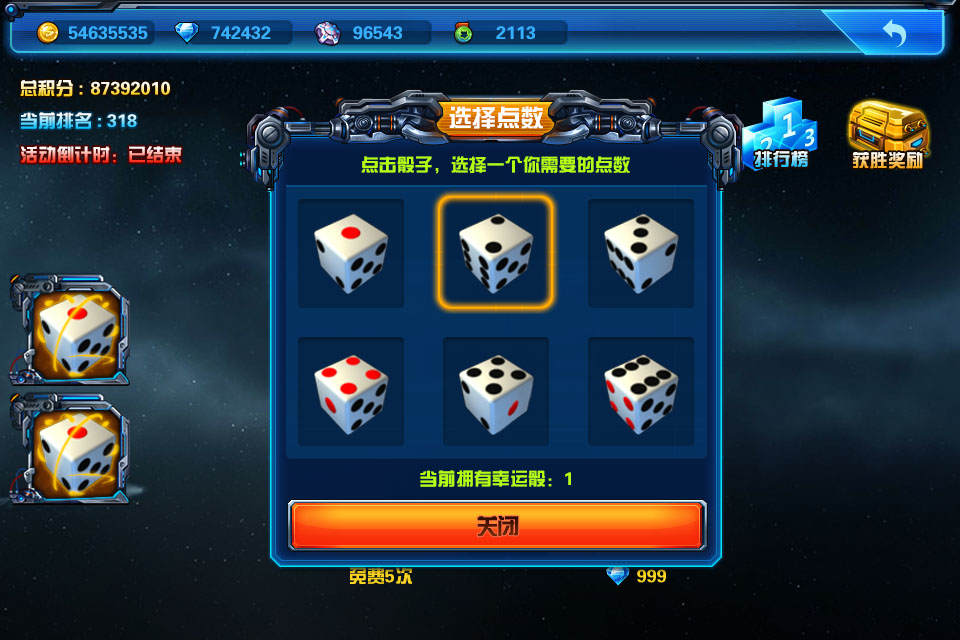 54635535 742432 96543 2113
总积分：87392010
当前排名：318
活动倒计时：已结束
选择点数
1 2 3
排行榜
获胜奖励
点击骰子，选择一个你需要的点数
当前拥有幸运骰：1
关闭
免费5次
999